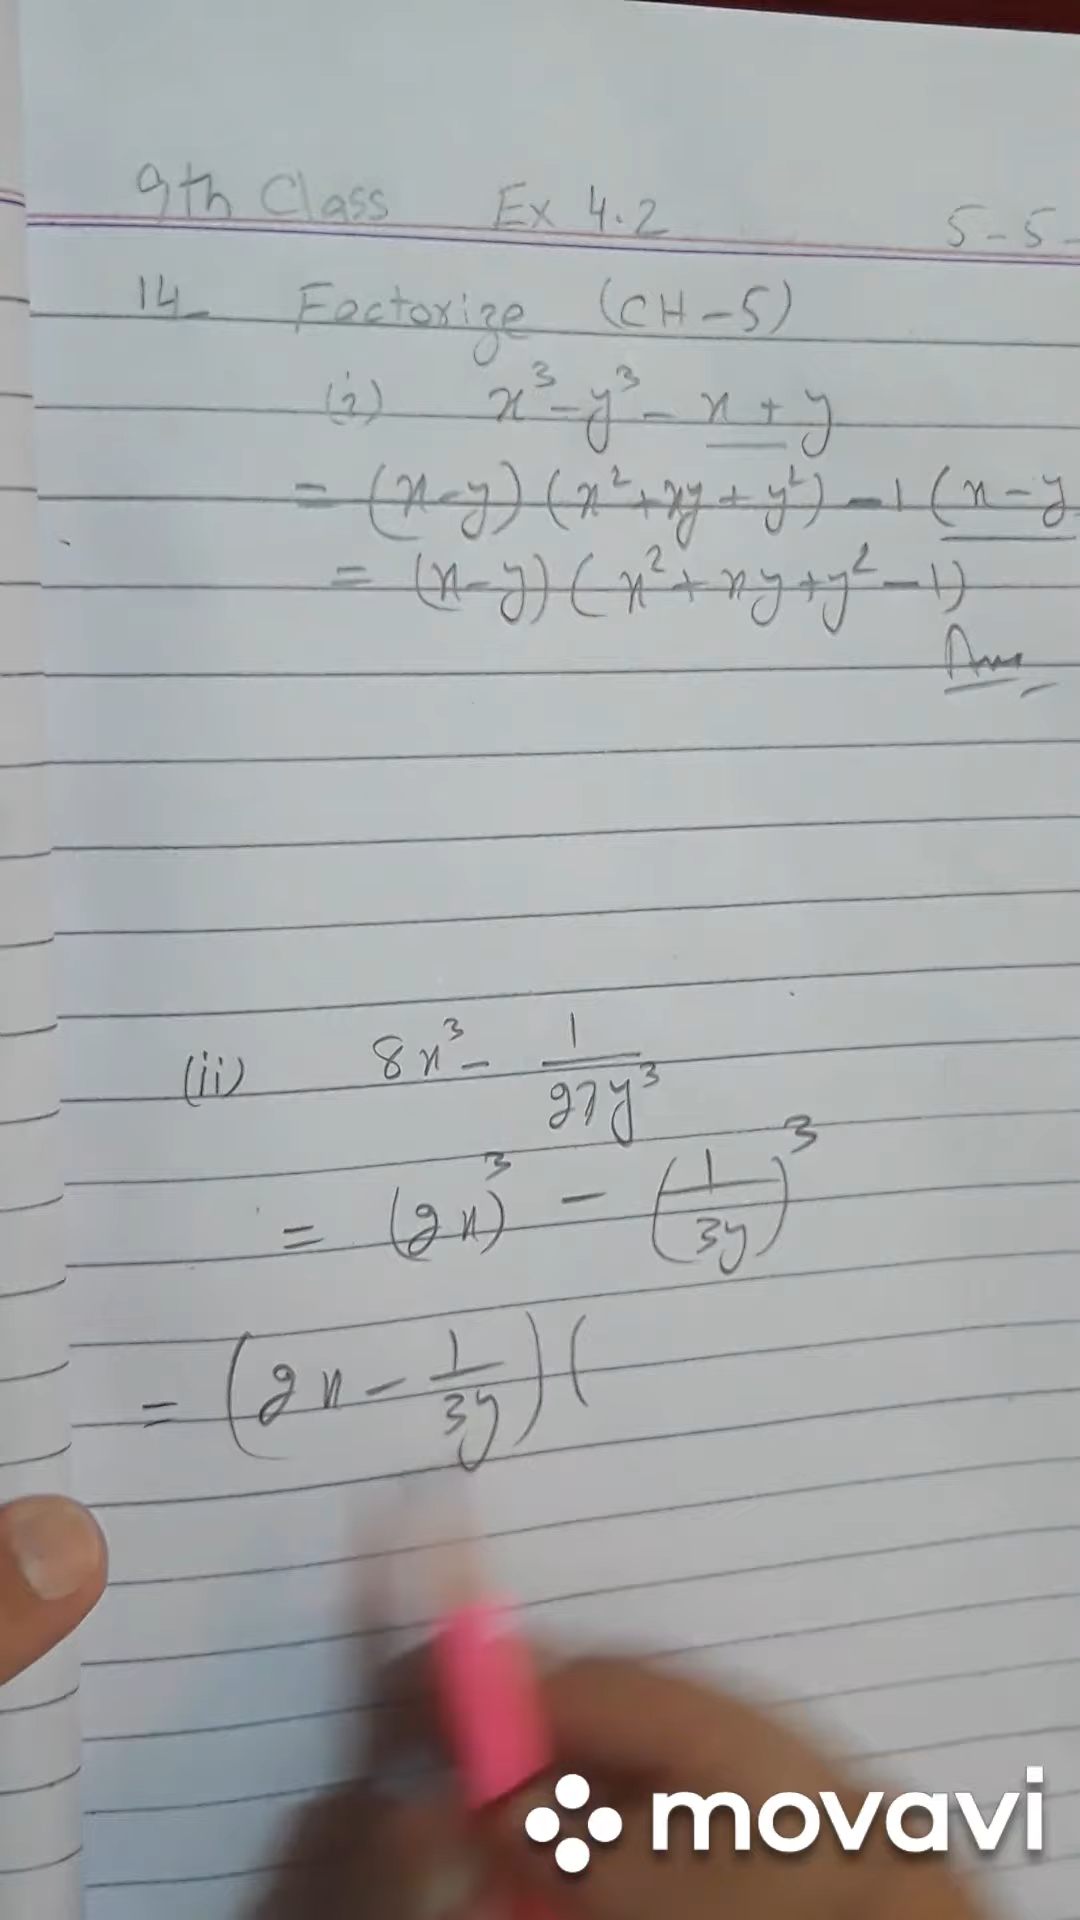 9th Class Ex 4.2 5-5-
14- Factorize (CH-5)
(i) x³ - y³ - x + y
= (x-y) (x² + xy + y²) - 1 (x - y
= (x-y) (x² + xy + y² - 1)
Ans
(ii) 8x³ - 1/27y³
= (2x)³ - (1/3y)³
= (2x - 1/3y) (
movavi